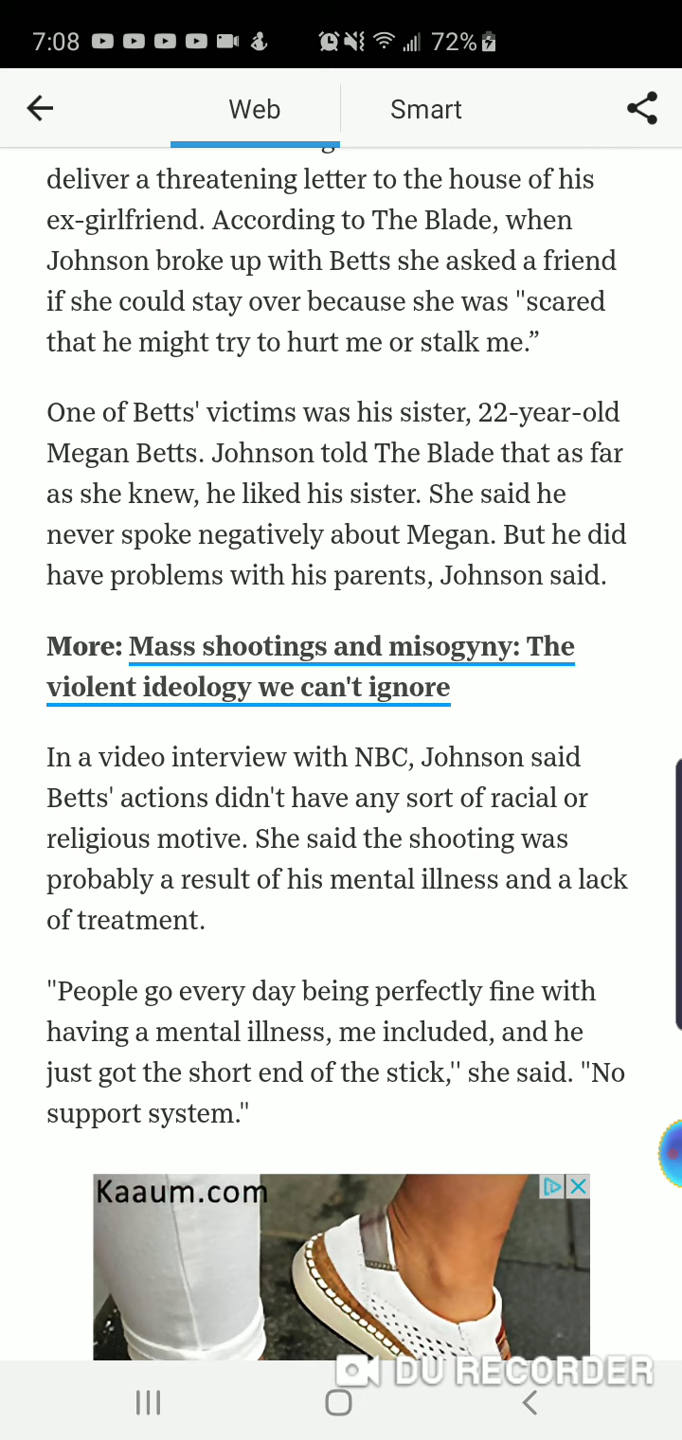 7:08
72%
Web
Smart
deliver a threatening letter to the house of his
ex-girlfriend. According to The Blade, when
Johnson broke up with Betts she asked a friend
if she could stay over because she was "scared
that he might try to hurt me or stalk me.”
One of Betts' victims was his sister, 22-year-old
Megan Betts. Johnson told The Blade that as far
as she knew, he liked his sister. She said he
never spoke negatively about Megan. But he did
have problems with his parents, Johnson said.
More: Mass shootings and misogyny: The
violent ideology we can't ignore
In a video interview with NBC, Johnson said
Betts' actions didn't have any sort of racial or
religious motive. She said the shooting was
probably a result of his mental illness and a lack
of treatment.
"People go every day being perfectly fine with
having a mental illness, me included, and he
just got the short end of the stick,'' she said. "No
support system."
Kaaum.com
DU RECORDER